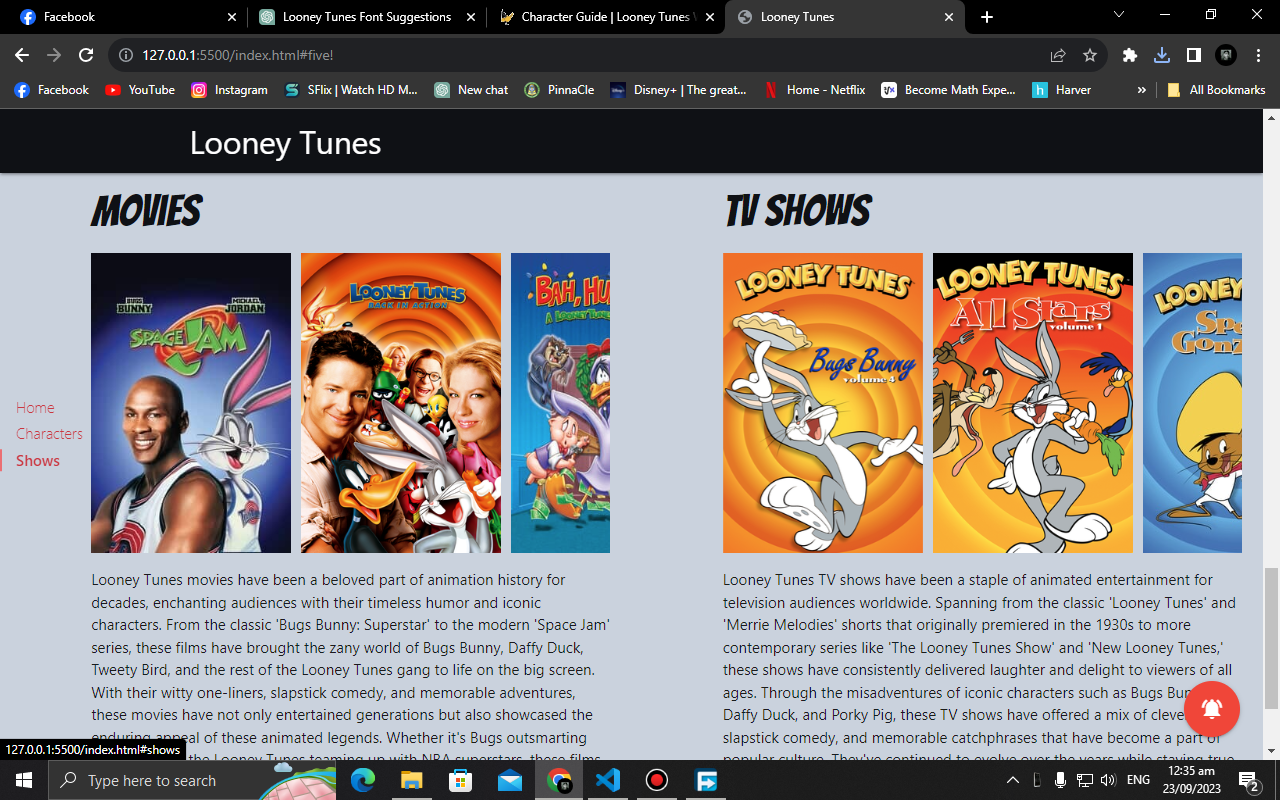 Facebook
Looney Tunes Font Suggestions
Character Guide | Looney Tunes
Looney Tunes
127.0.0.1:5500/index.html#five!
Facebook
YouTube
Instagram
SFlix | Watch HD M...
New chat
PinnaCle
Disney+ | The great...
Home - Netflix
Become Math Expe...
Harver
»
All Bookmarks
Looney Tunes
MOVIES
TV SHOWS
BUGS BUNNY
MICHAEL JORDAN
SPACE JAM
LOONEY TUNES
BACK IN ACTION
BAH, HU
A LOONEY TUN
LOONEY TUNES
Bugs Bunny
volume 4
LOONEY TUNES
All Stars
volume 1
LOONEY
Home
Characters
Shows
Looney Tunes movies have been a beloved part of animation history for
decades, enchanting audiences with their timeless humor and iconic
characters. From the classic 'Bugs Bunny: Superstar' to the modern 'Space Jam'
series, these films have brought the zany world of Bugs Bunny, Daffy Duck,
Tweety Bird, and the rest of the Looney Tunes gang to life on the big screen.
With their witty one-liners, slapstick comedy, and memorable adventures,
these movies have not only entertained generations but also showcased the
enduring appeal of these animated legends. Whether it's Bugs outsmarting
the Looney Tunes teaming up with NBA superstars, these films
Looney Tunes TV shows have been a staple of animated entertainment for
television audiences worldwide. Spanning from the classic 'Looney Tunes' and
'Merrie Melodies' shorts that originally premiered in the 1930s to more
contemporary series like 'The Looney Tunes Show' and 'New Looney Tunes,'
these shows have consistently delivered laughter and delight to viewers of all
ages. Through the misadventures of iconic characters such as Bugs Bun
Daffy Duck, and Porky Pig, these TV shows have offered a mix of cleve
slapstick comedy, and memorable catchphrases that have become a part of
popular culture. They've continued to evolve over the years while staying true
127.0.0.1:5500/index.html#shows
Type here to search
ENG
12:35 am
23/09/2023
2